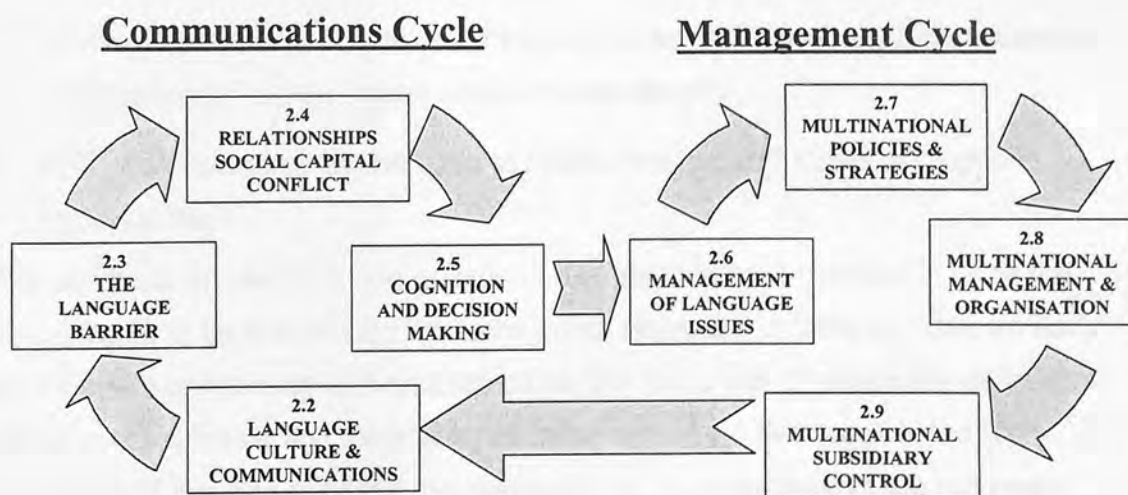 Communications Cycle
Management Cycle
2.4
RELATIONSHIPS
SOCIAL CAPITAL
CONFLICT
2.7
MULTINATIONAL
POLICIES &
STRATEGIES
2.3
THE
LANGUAGE
BARRIER
2.5
COGNITION
AND DECISION
MAKING
2.6
MANAGEMENT
OF LANGUAGE
ISSUES
2.8
MULTINATIONAL
MANAGEMENT &
ORGANISATION
2.2
LANGUAGE
CULTURE &
COMMUNICATIONS
2.9
MULTINATIONAL
SUBSIDIARY
CONTROL